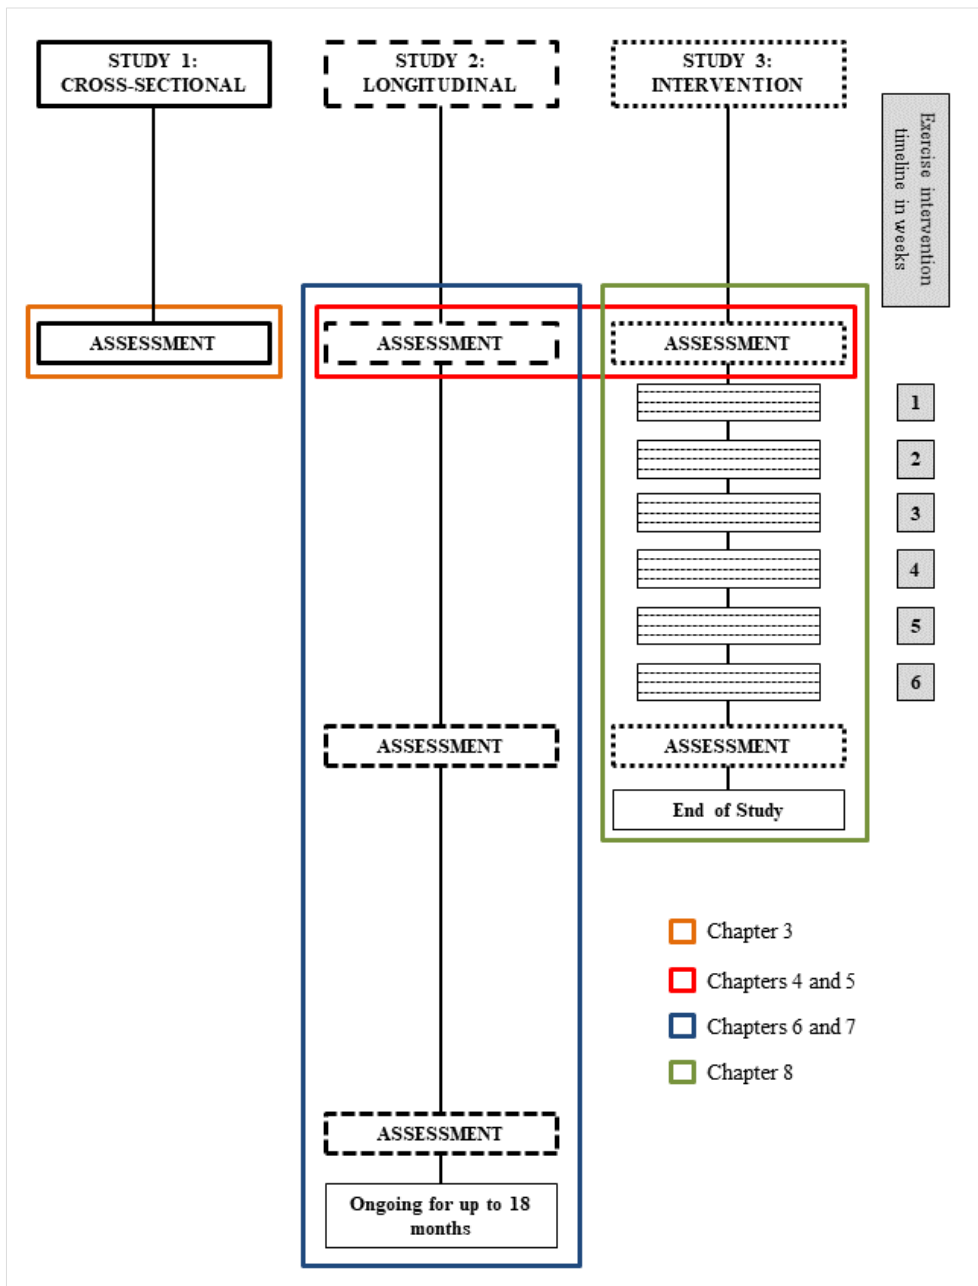 STUDY 1:
CROSS-SECTIONAL
STUDY 2:
LONGITUDINAL
STUDY 3:
INTERVENTION
Exercise intervention
timeline in weeks
ASSESSMENT
ASSESSMENT
ASSESSMENT
1
2
3
4
5
6
ASSESSMENT
ASSESSMENT
End of Study
Chapter 3
Chapters 4 and 5
Chapters 6 and 7
Chapter 8
ASSESSMENT
Ongoing for up to 18
months